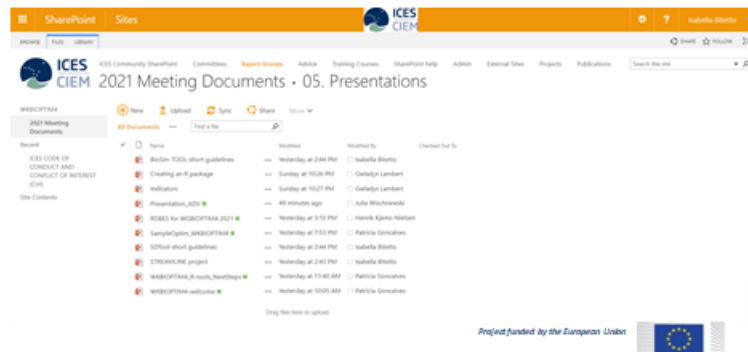 SharePoint Sites
ICES
CIEM
? Isabella Bitetto
BROWSE FILES LIBRARY
SHARE FOLLOW
ICES
CIEM
ICES Community SharePoint Committees Expert Groups Advice Training Courses SharePoint help Admin External Sites Projects Publications
Search this site
2021 Meeting Documents · 05. Presentations
WKBIOPTIM4
2021 Meeting
Documents
Recent
ICES CODE OF
CONDUCT AND
CONFLICT OF INTEREST
(CoI)
Site Contents
New Upload Sync Share More
All Documents ··· Find a file
Name Modified Modified By Checked Out To
BioSim TOOL-short guidelines ··· Yesterday at 2:44 PM Isabella Bitetto
Creating an R package ··· Sunday at 10:26 PM Gwladys Lambert
Indicators ··· Sunday at 10:27 PM Gwladys Lambert
Presentation_ADV ··· 49 minutes ago Julia Wischnewski
RDBES for WGBIOPTIM4 2021 ··· Yesterday at 3:10 PM Henrik Kjems-Nielsen
SampleOptim_WKBIOPTIM4 ··· Yesterday at 7:53 PM Patricia Goncalves
SDTool-short guidelines ··· Yesterday at 2:44 PM Isabella Bitetto
STREAMLINE project ··· Yesterday at 2:43 PM Isabella Bitetto
WKBIOPTIM4_R-tools_NextSteps ··· Yesterday at 11:40 AM Patricia Goncalves
WKBIOPTIM4-welcome ··· Yesterday at 10:05 AM Patricia Goncalves
Drag files here to upload
Project funded by the European Union